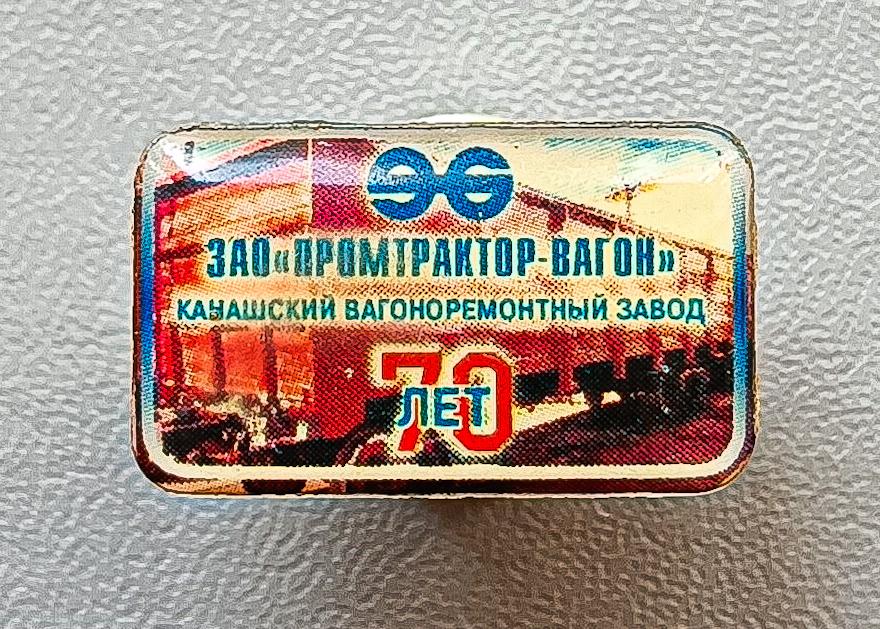 ЗАО«ПРОМТРАКТОР-ВАГОН»
КАНАШСКИЙ ВАГОНОРЕМОНТНЫЙ ЗАВОД
70
ЛЕТ